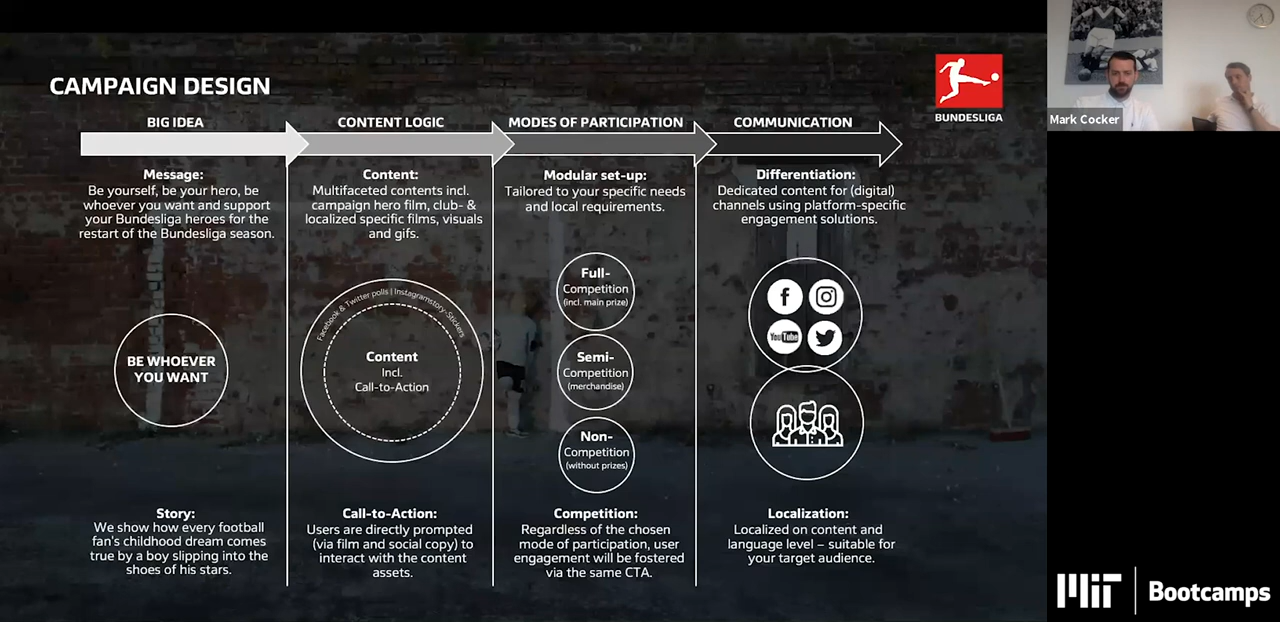 CAMPAIGN DESIGN
BUNDESLIGA
Mark Cocker
BIG IDEA
Message:
Be yourself, be your hero, be
whoever you want and support
your Bundesliga heroes for the
restart of the Bundesliga season.
BE WHOEVER
YOU WANT
Story:
We show how every football
fan's childhood dream comes
true by a boy slipping into the
shoes of his stars.
CONTENT LOGIC
Content:
Multifaceted contents incl.
campaign hero film, club- &
localized specific films, visuals
and gifs.
Facebook & Twitter polls | Instagramstory-Stickers
Content
Incl.
Call-to-Action
Call-to-Action:
Users are directly prompted
(via film and social copy) to
interact with the content
assets.
MODES OF PARTICIPATION
Modular set-up:
Tailored to your specific needs
and local requirements.
Full-
Competition
(incl. main prize)
Semi-
Competition
(merchandise)
Non-
Competition
(without prizes)
Competition:
Regardless of the chosen
mode of participation, user
engagement will be fostered
via the same CTA.
COMMUNICATION
Differentiation:
Dedicated content for (digital)
channels using platform-specific
engagement solutions.
YouTube
Localization:
Localized on content and
language level – suitable for
your target audience.
MIT Bootcamps